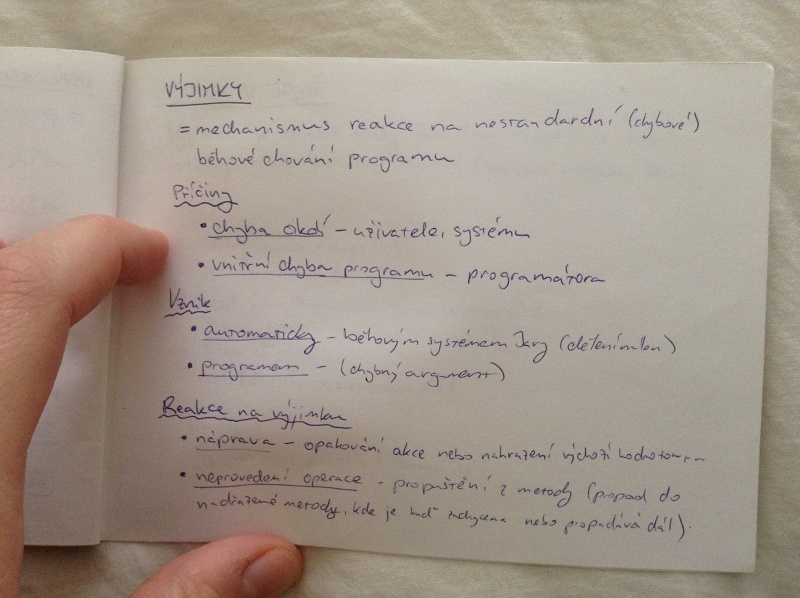 VÝJIMKY
= mechanismus reakce na nestandardní (chybové)
běhové chování programu
Příčiny
• chyba okolí - uživatele, systému
• vnitřní chyba programu - programátora
Vznik
• automaticky - běhovým systémem Javy (dělení nulou)
• programem - (chybný argument)
Reakce na výjimku
• náprava - opakování akce nebo nahrazení výchozí hodnotou, -
• neprovedení operace - propuštění z metody (propad do
nadřazené metody, kde je buď zachycena nebo propadává dál).